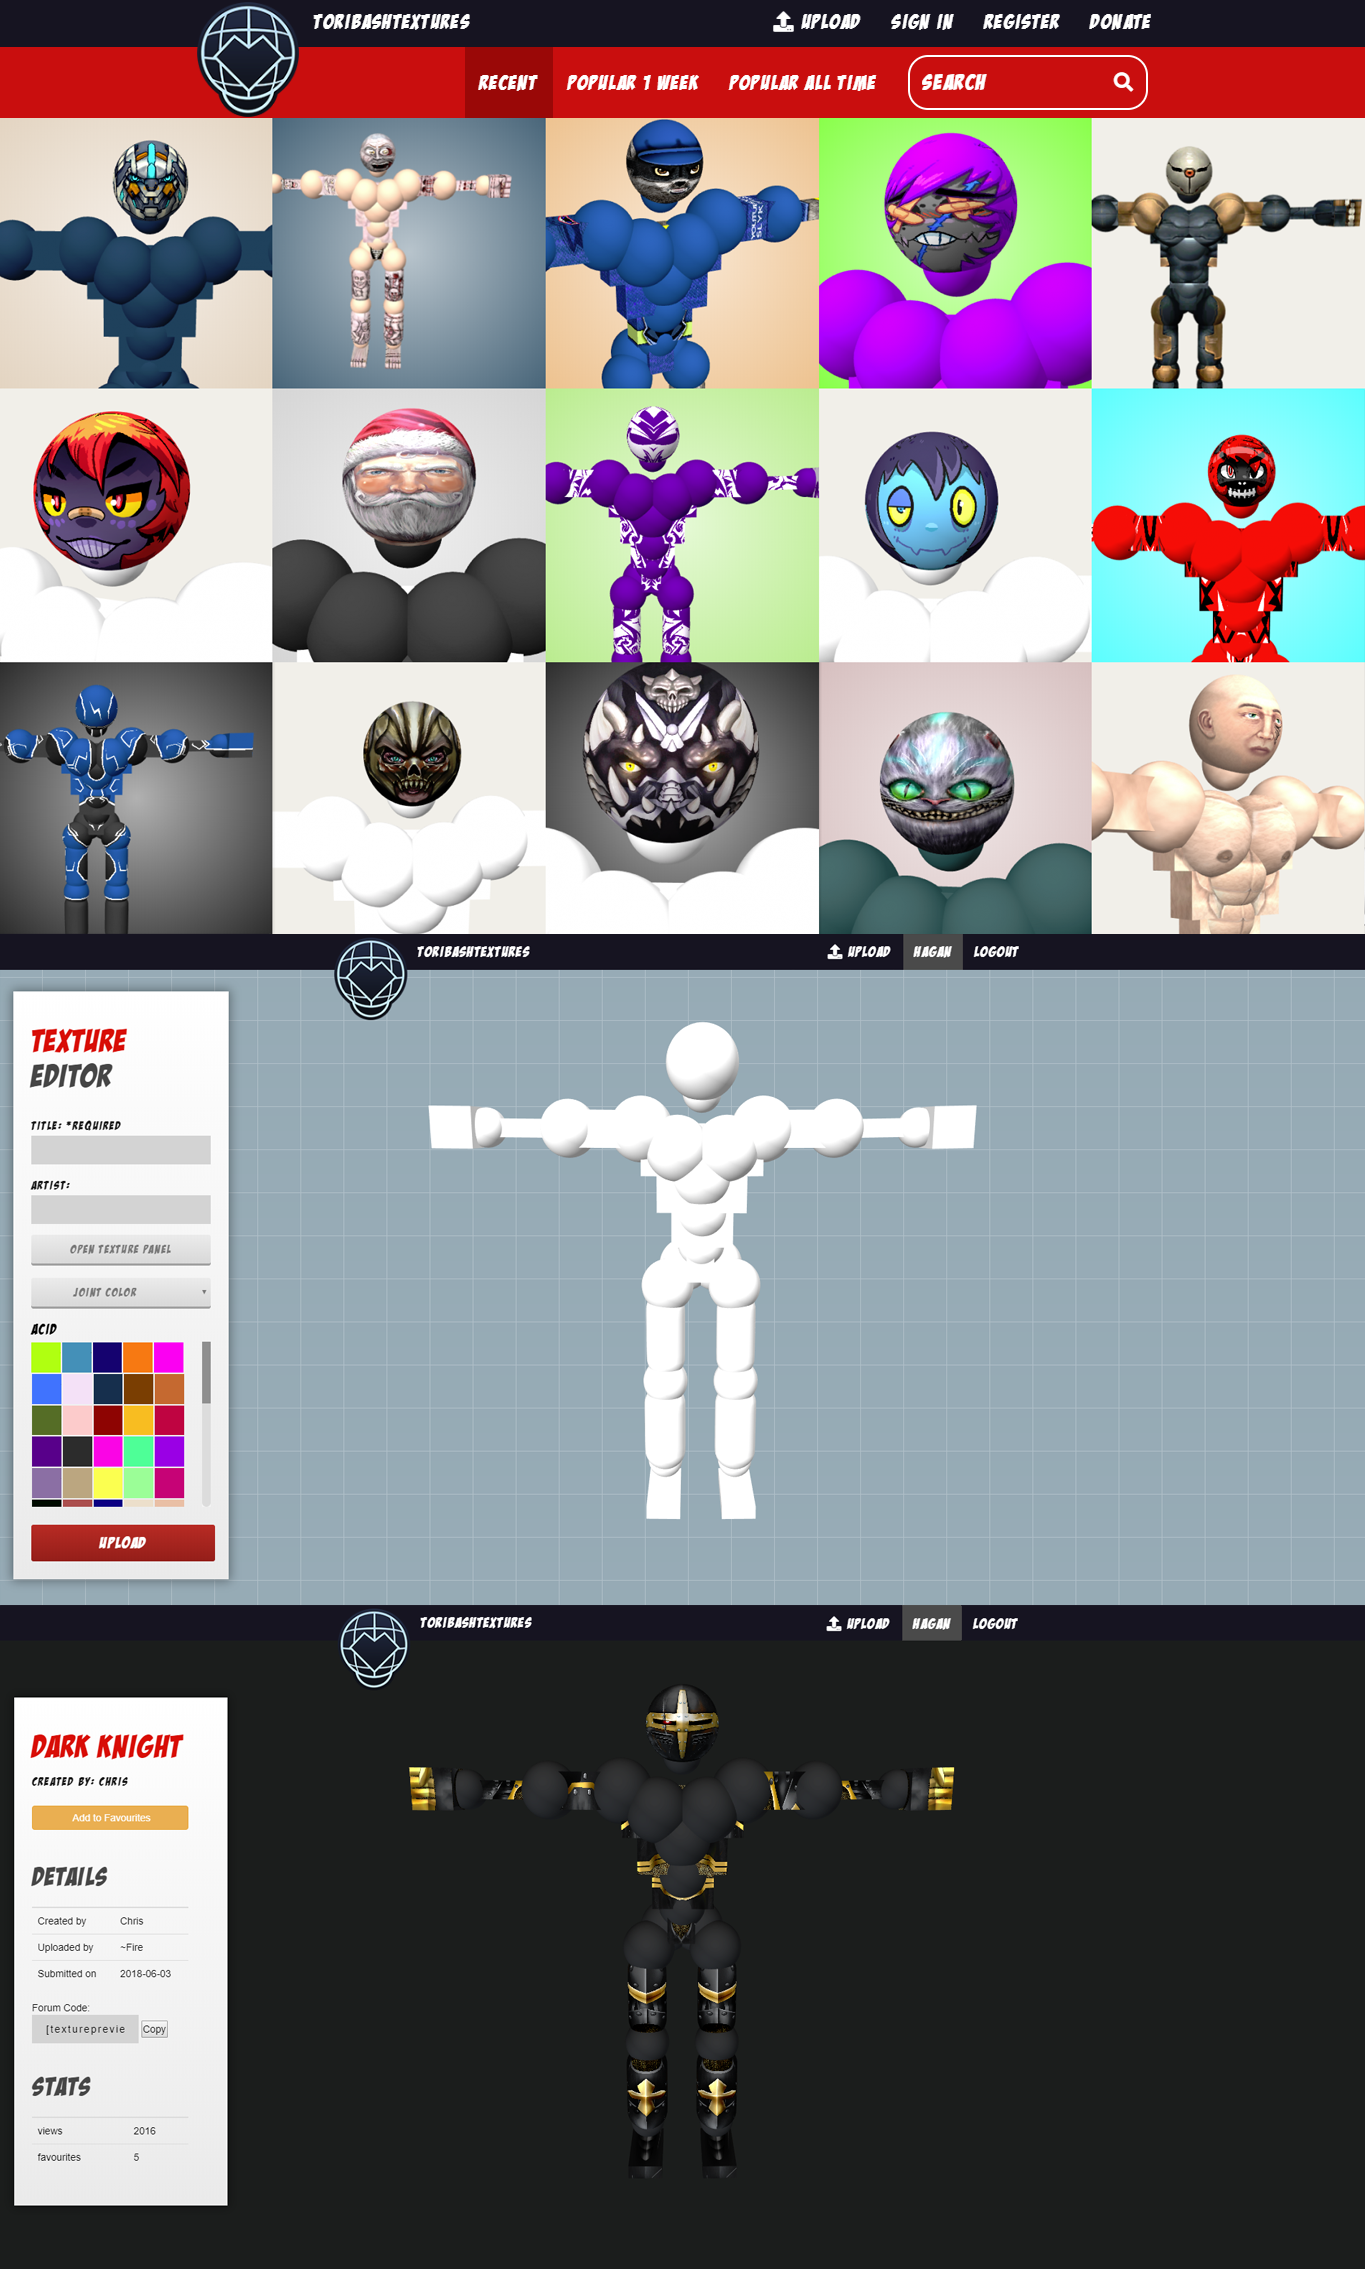 TORIBASHTEXTURES
UPLOAD SIGN IN REGISTER DONATE
RECENT POPULAR 1 WEEK POPULAR ALL TIME SEARCH
YOUTUBE
SLYK
TORIBASHTEXTURES
UPLOAD HAGAN LOGOUT
TEXTURE
EDITOR
TITLE: *REQUIRED
ARTIST:
OPEN TEXTURE PANEL
JOINT COLOR
ACID
UPLOAD
TORIBASHTEXTURES
UPLOAD HAGAN LOGOUT
DARK KNIGHT
CREATED BY: CHRIS
Add to Favourites
DETAILS
Created by Chris
Uploaded by ~Fire
Submitted on 2018-06-03
Forum Code:
[textureprevie Copy
STATS
views 2016
favourites 5